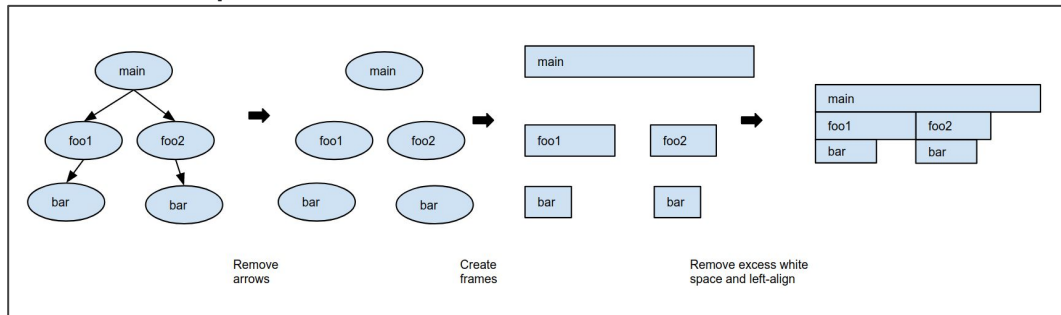 main
foo1
foo2
bar
bar
main
foo1
foo2
bar
bar
main
foo1
foo2
bar
bar
main
foo1
foo2
bar
bar
Remove
arrows
Create
frames
Remove excess white
space and left-align